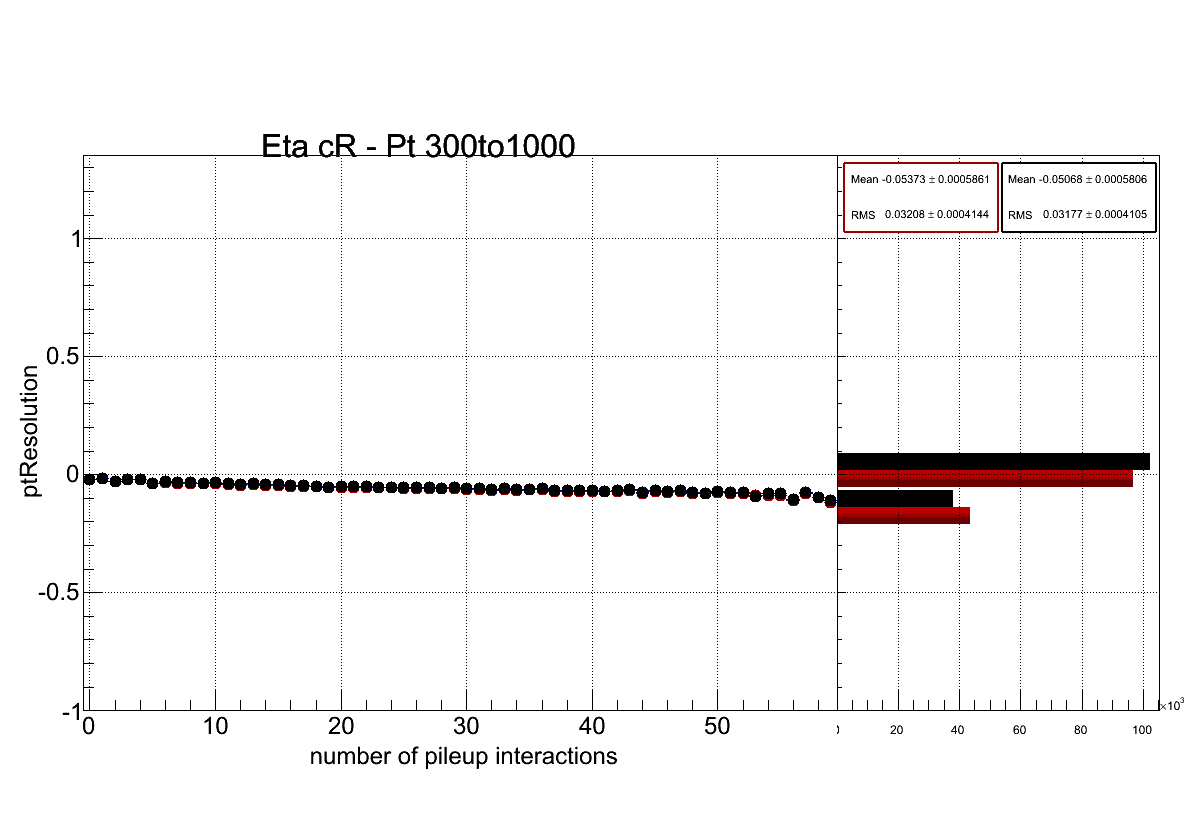 Eta cR - Pt 300to1000
Mean -0.05373 ± 0.0005861
RMS 0.03208 ± 0.0004144
Mean -0.05068 ± 0.0005806
RMS 0.03177 ± 0.0004105
ptResolution
1
0.5
0
-0.5
-1
0 10 20 30 40 50
number of pileup interactions
20 40 60 80 100
×10³